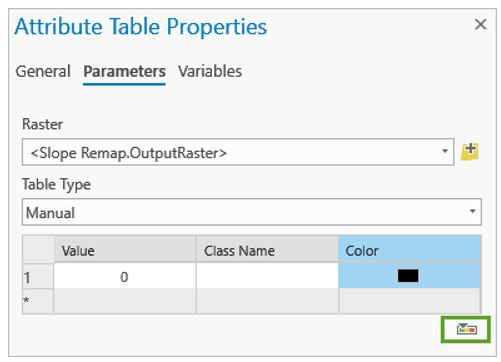 Attribute Table Properties
General Parameters Variables
Raster
<Slope Remap.OutputRaster>
Table Type
Manual
Value Class Name Color
1 0
*